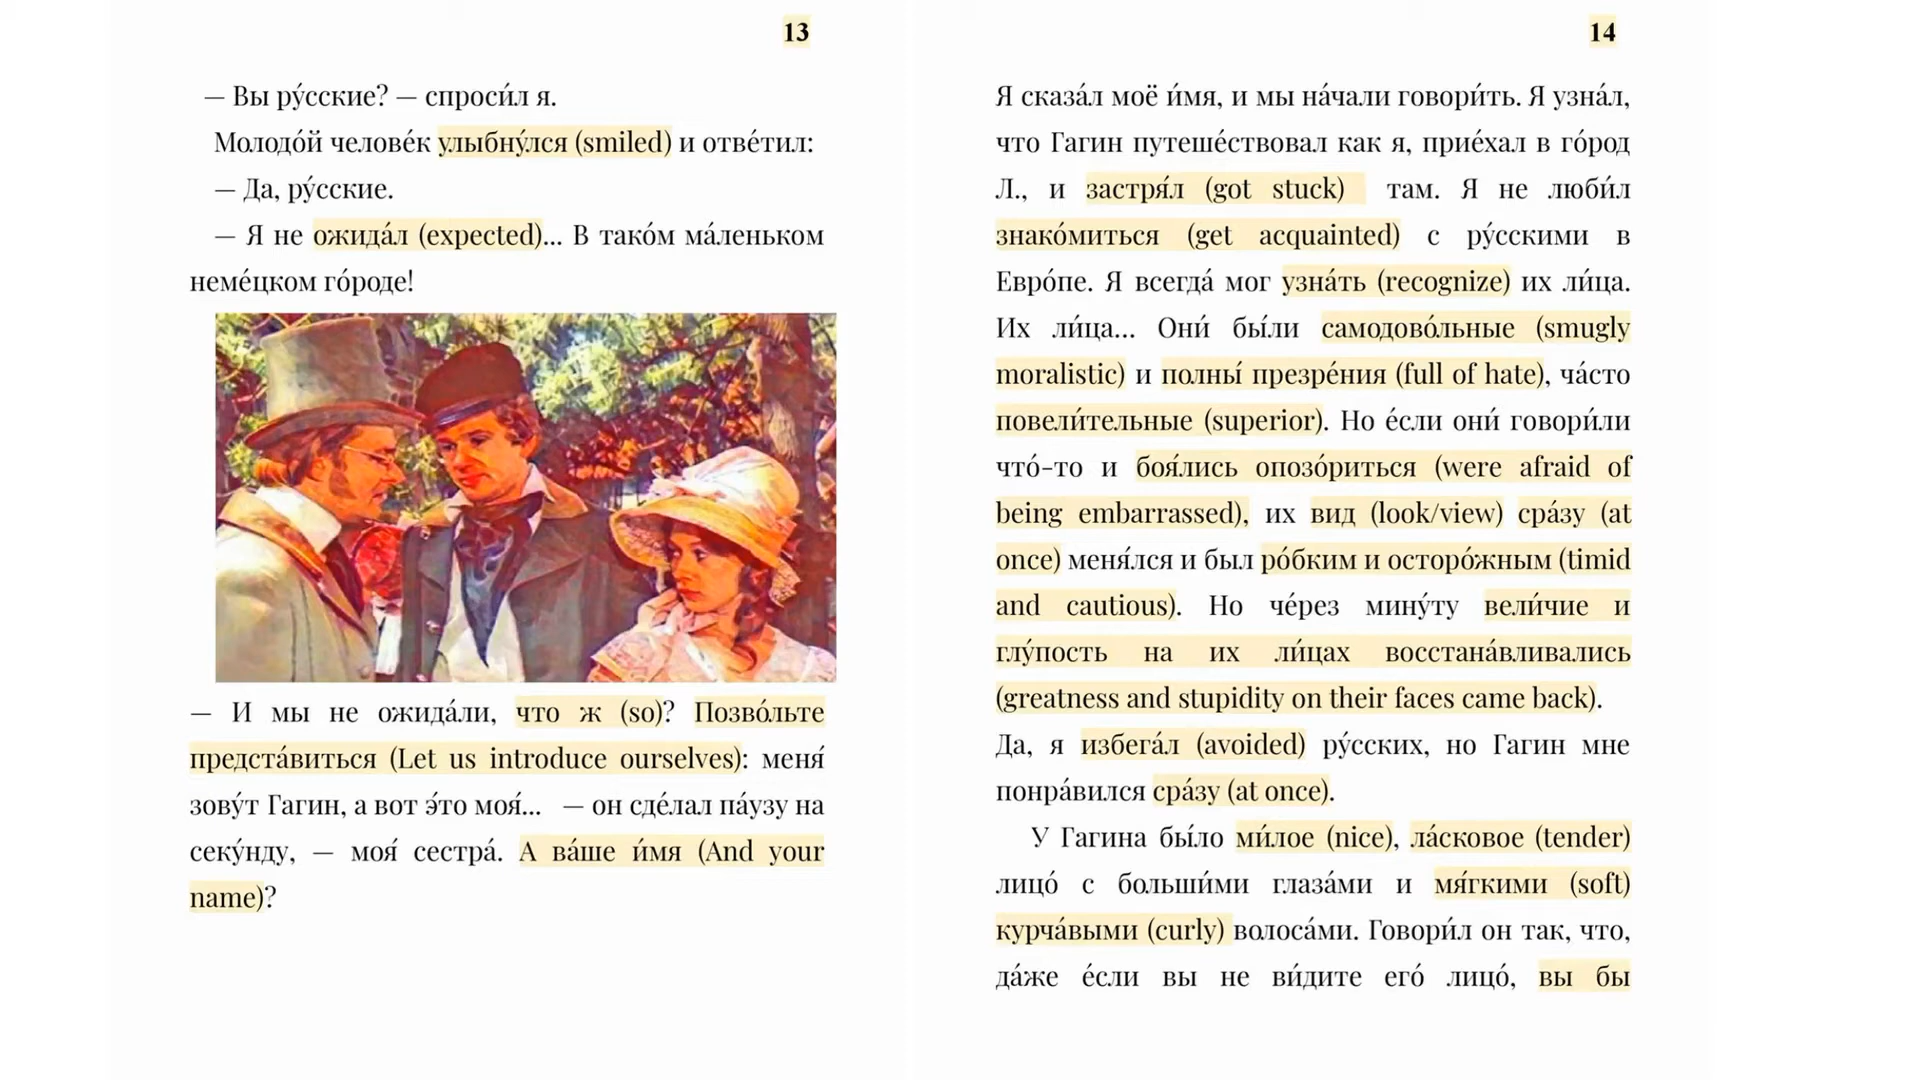 13
— Вы ру́сские? — спроси́л я.
Молодо́й челове́к улыбну́лся (smiled) и отве́тил:
— Да, ру́сские.
— Я не ожида́л (expected)... В тако́м ма́леньком
неме́цком го́роде!
— И мы не ожида́ли, что ж (so)? Позво́льте
предста́виться (Let us introduce ourselves): меня́
зову́т Гагин, а вот э́то моя́... — он сде́лал па́узу на
секу́нду, — моя́ сестра́. А ва́ше и́мя (And your
name)?
14
Я сказа́л моё и́мя, и мы на́чали говори́ть. Я узна́л,
что Гагин путеше́ствовал как я, прие́хал в го́род
Л., и застря́л (got stuck) там. Я не люби́л
знако́миться (get acquainted) с ру́сскими в
Евро́пе. Я всегда́ мог узна́ть (recognize) их ли́ца.
Их ли́ца... Они́ бы́ли самодово́льные (smugly
moralistic) и полны́ презре́ния (full of hate), ча́сто
повели́тельные (superior). Но е́сли они́ говори́ли
что́-то и боя́лись опозо́риться (were afraid of
being embarrassed), их вид (look/view) сра́зу (at
once) меня́лся и был ро́бким и осторо́жным (timid
and cautious). Но че́рез мину́ту вели́чие и
глу́пость на их ли́цах восстана́вливались
(greatness and stupidity on their faces came back).
Да, я избега́л (avoided) ру́сских, но Гагин мне
понра́вился сра́зу (at once).
У Гагина бы́ло ми́лое (nice), ла́сковое (tender)
лицо́ с больши́ми глаза́ми и мя́гкими (soft)
курча́выми (curly) волоса́ми. Говори́л он так, что,
да́же е́сли вы не ви́дите его́ лицо́, вы бы